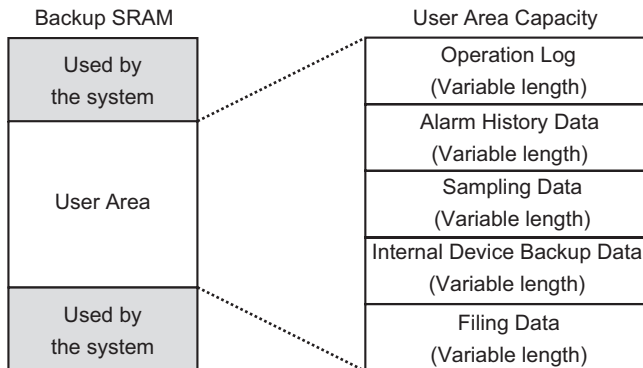 Backup SRAM
Used by
the system
User Area
Used by
the system
User Area Capacity
Operation Log
(Variable length)
Alarm History Data
(Variable length)
Sampling Data
(Variable length)
Internal Device Backup Data
(Variable length)
Filing Data
(Variable length)